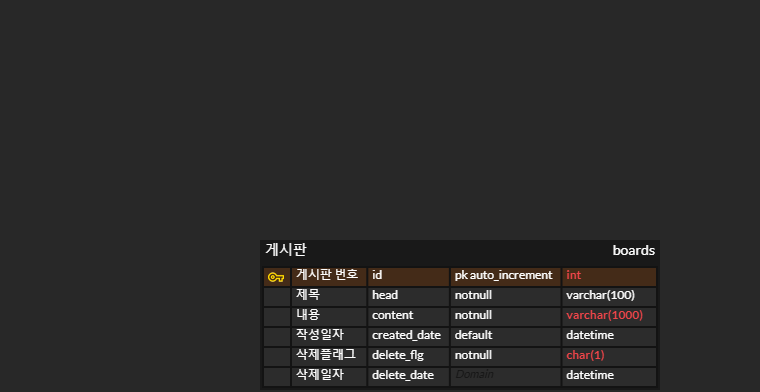 게시판 boards
게시판 번호 id pk auto_increment int
제목 head notnull varchar(100)
내용 content notnull varchar(1000)
작성일자 created_date default datetime
삭제플래그 delete_flg notnull char(1)
삭제일자 delete_date Domain datetime